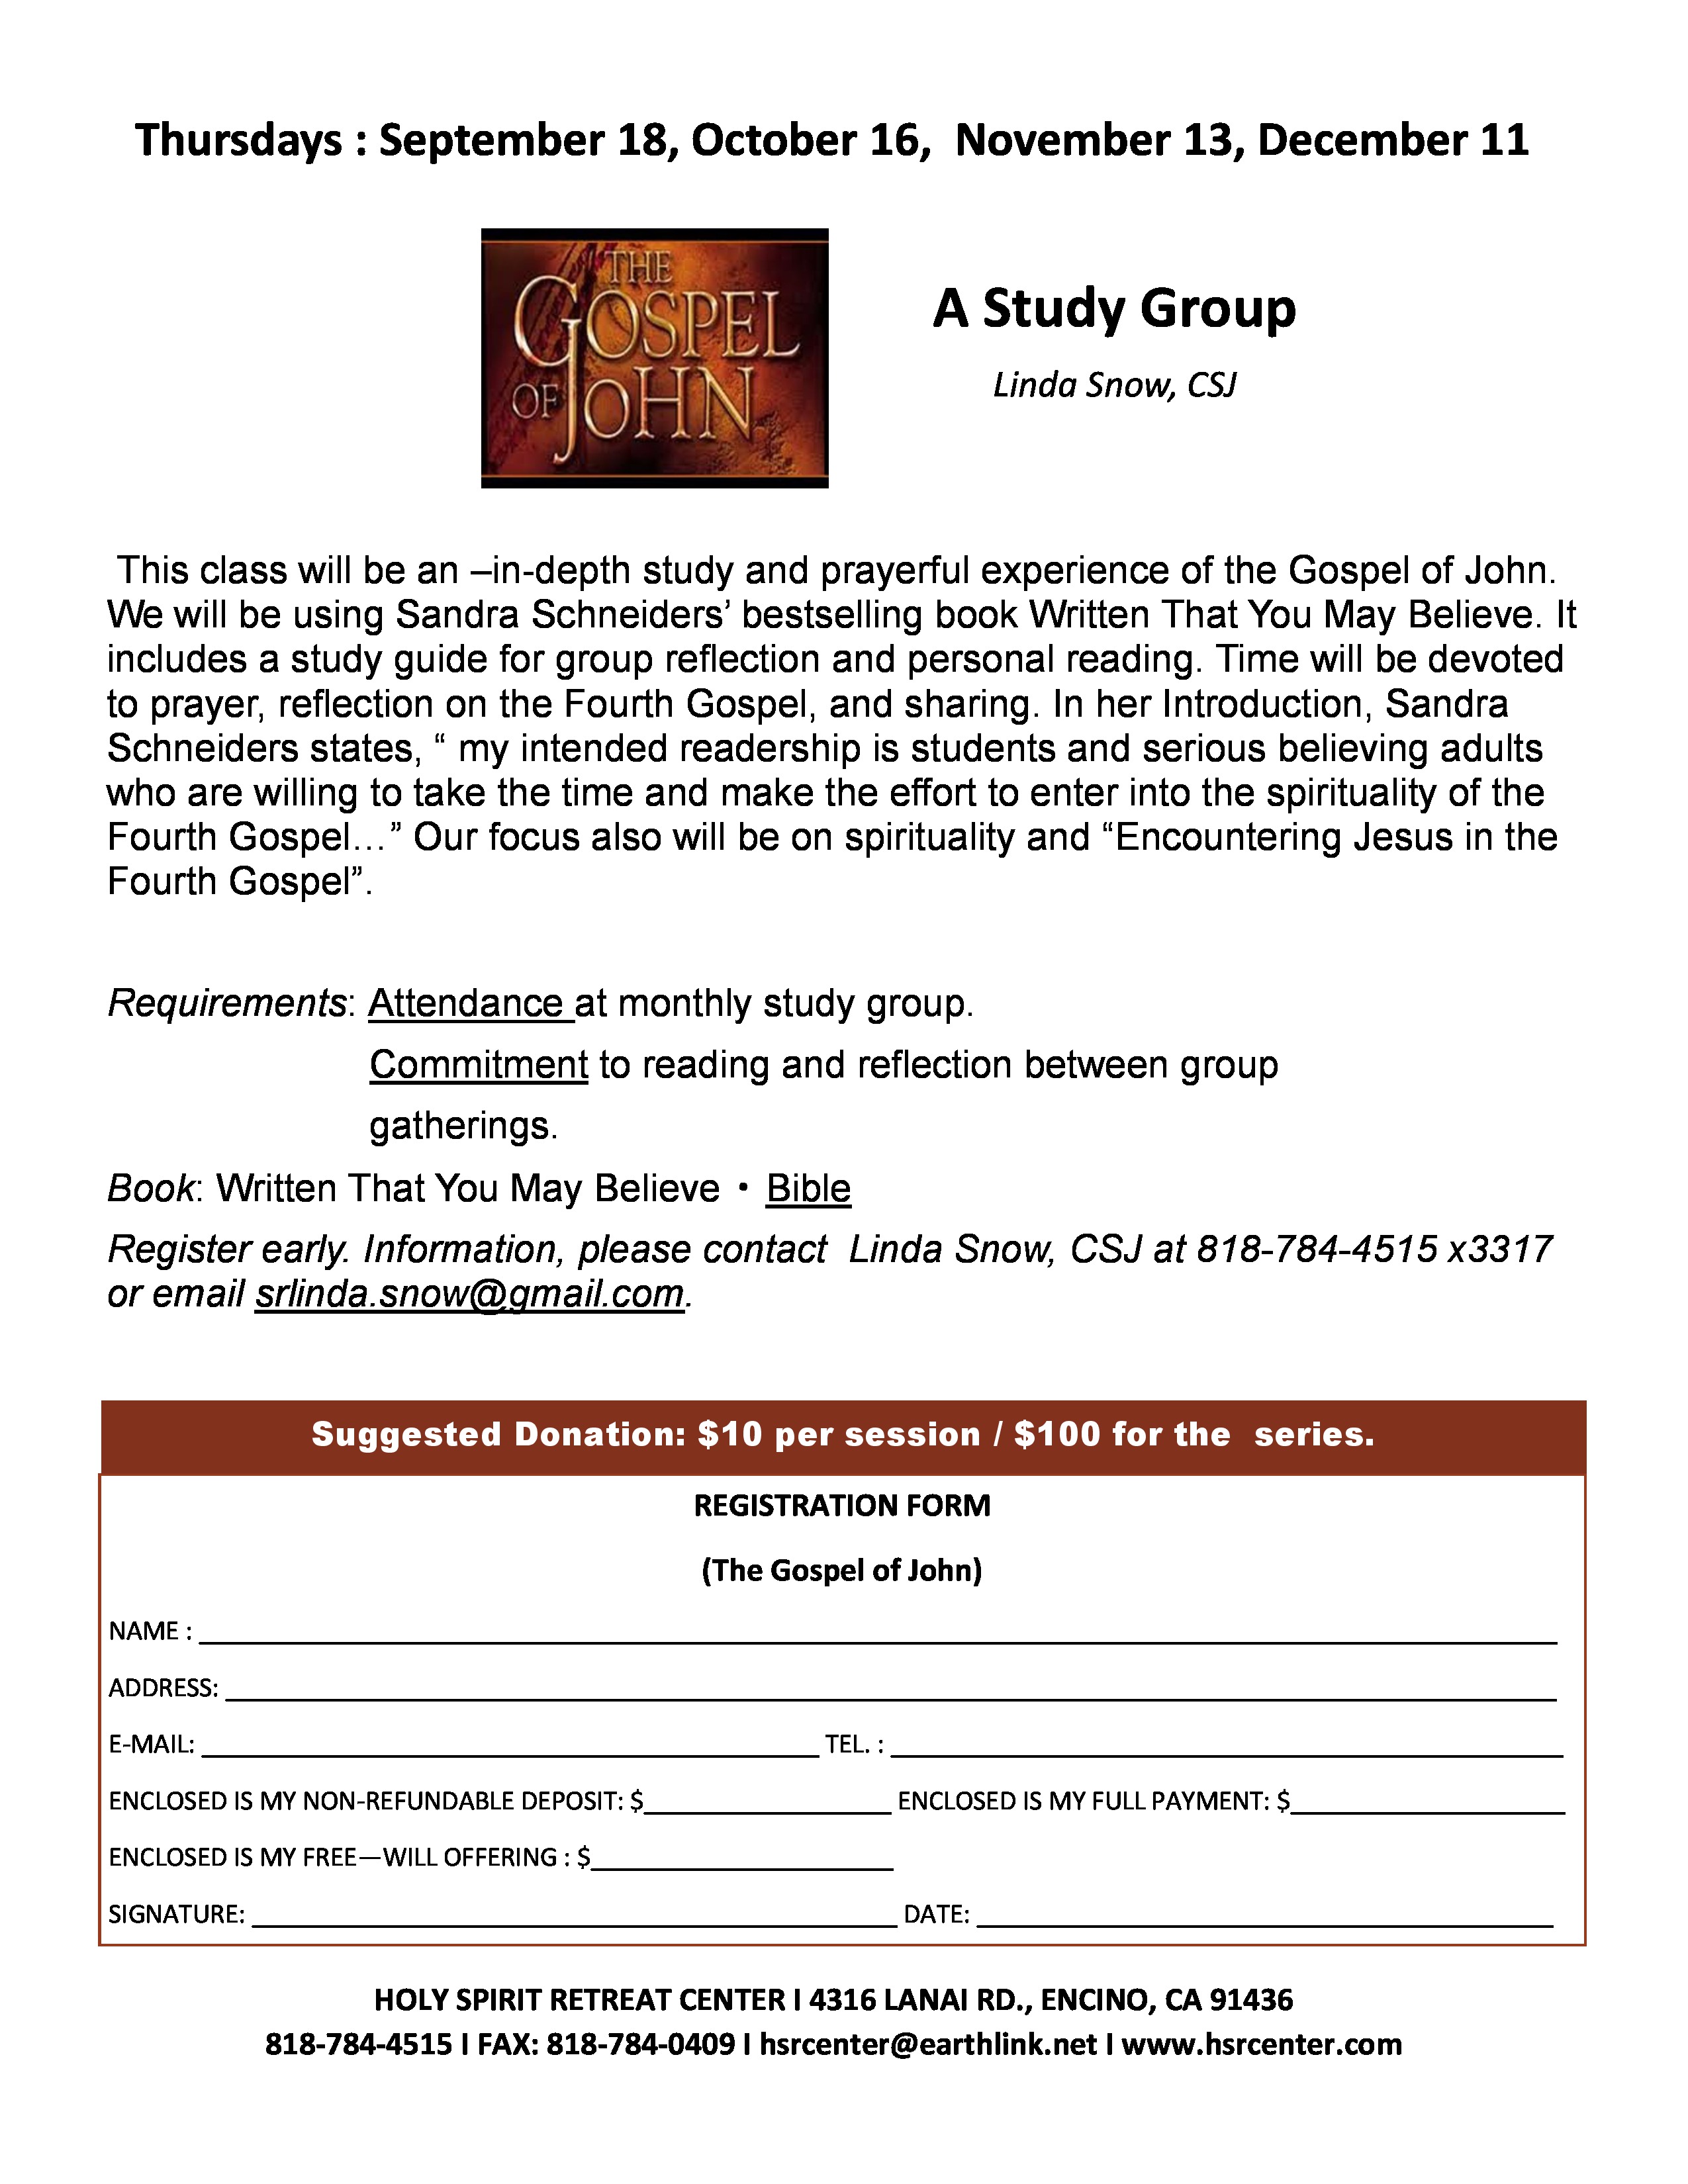 Thursdays : September 18, October 16, November 13, December 11
THE
GOSPEL
OF JOHN
A Study Group
Linda Snow, CSJ
This class will be an –in-depth study and prayerful experience of the Gospel of John.
We will be using Sandra Schneiders’ bestselling book Written That You May Believe. It
includes a study guide for group reflection and personal reading. Time will be devoted
to prayer, reflection on the Fourth Gospel, and sharing. In her Introduction, Sandra
Schneiders states, “ my intended readership is students and serious believing adults
who are willing to take the time and make the effort to enter into the spirituality of the
Fourth Gospel…” Our focus also will be on spirituality and “Encountering Jesus in the
Fourth Gospel”.
Requirements: Attendance at monthly study group.
Commitment to reading and reflection between group
gatherings.
Book: Written That You May Believe • Bible
Register early. Information, please contact Linda Snow, CSJ at 818-784-4515 x3317
or email srlinda.snow@gmail.com.
Suggested Donation: $10 per session / $100 for the series.
REGISTRATION FORM
(The Gospel of John)
NAME : ____________________
ADDRESS: ____________________
E-MAIL: ____________________ TEL. : ____________________
ENCLOSED IS MY NON-REFUNDABLE DEPOSIT: $__________ ENCLOSED IS MY FULL PAYMENT: $__________
ENCLOSED IS MY FREE—WILL OFFERING : $__________
SIGNATURE: ____________________ DATE: ____________________
HOLY SPIRIT RETREAT CENTER I 4316 LANAI RD., ENCINO, CA 91436
818-784-4515 I FAX: 818-784-0409 I hsrcenter@earthlink.net I www.hsrcenter.com